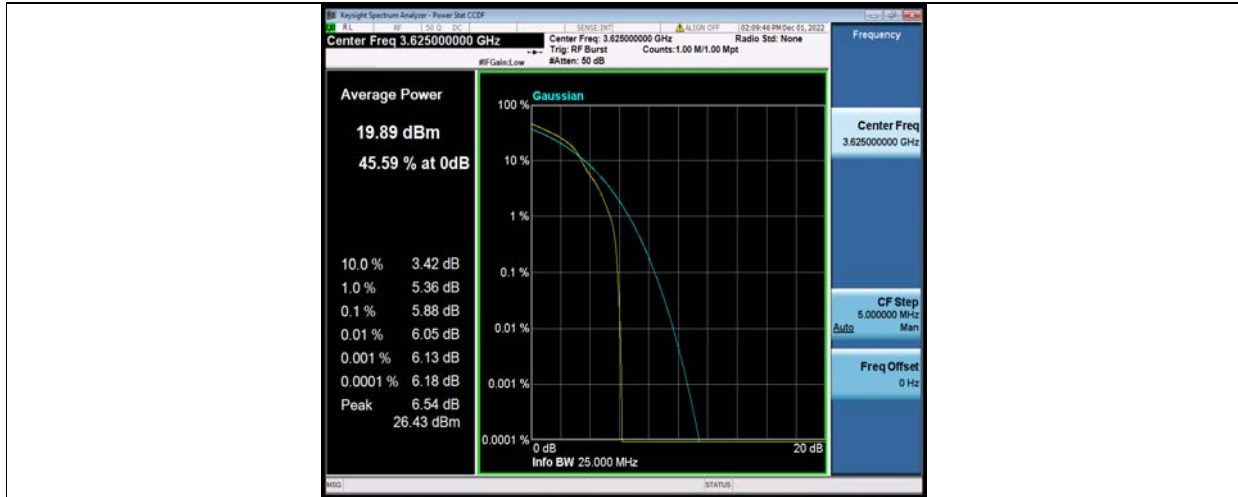 Keysight Spectrum Analyzer - Power Stat CCDF
RL RF 50 Ω DC SENSE:INT ALIGN OFF 02:09:46 PM Dec 01, 2022
Center Freq 3.625000000 GHz
Center Freq: 3.625000000 GHz Radio Std: None
Trig: RF Burst Counts:1.00 M/1.00 Mpt
#IFGain:Low #Atten: 50 dB
Frequency
Average Power
19.89 dBm
45.59 % at 0dB
10.0 % 3.42 dB
1.0 % 5.36 dB
0.1 % 5.88 dB
0.01 % 6.05 dB
0.001 % 6.13 dB
0.0001 % 6.18 dB
Peak 6.54 dB
26.43 dBm
Gaussian
100 %
10 %
1 %
0.1 %
0.01 %
0.001 %
0.0001 %
0 dB 20 dB
Info BW 25.000 MHz
Center Freq
3.625000000 GHz
CF Step
5.000000 MHz
Auto Man
Freq Offset
0 Hz
MSG STATUS